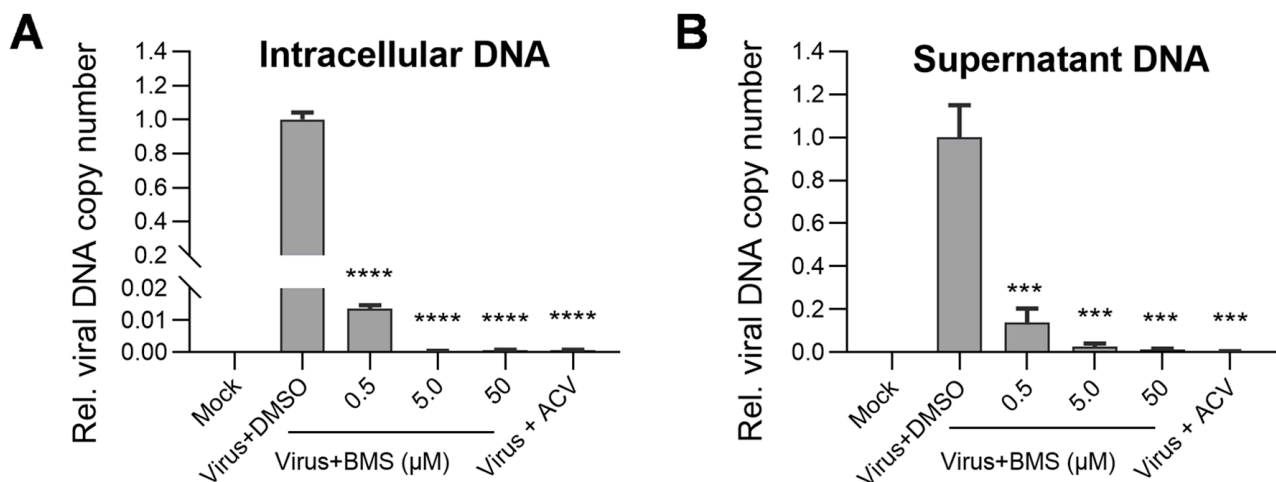 A
Intracellular DNA
Rel. viral DNA copy number
1.4
1.2
1.0
0.8
0.6
0.4
0.2
0.02
0.01
0.00
****
****
****
****
Mock
Virus+DMSO
0.5
5.0
50
Virus + ACV
Virus+BMS (µM)
B
Supernatant DNA
Rel. viral DNA copy number
1.4
1.2
1.0
0.8
0.6
0.4
0.2
0.0
***
***
***
***
Mock
Virus+DMSO
0.5
5.0
50
Virus + ACV
Virus+BMS (µM)